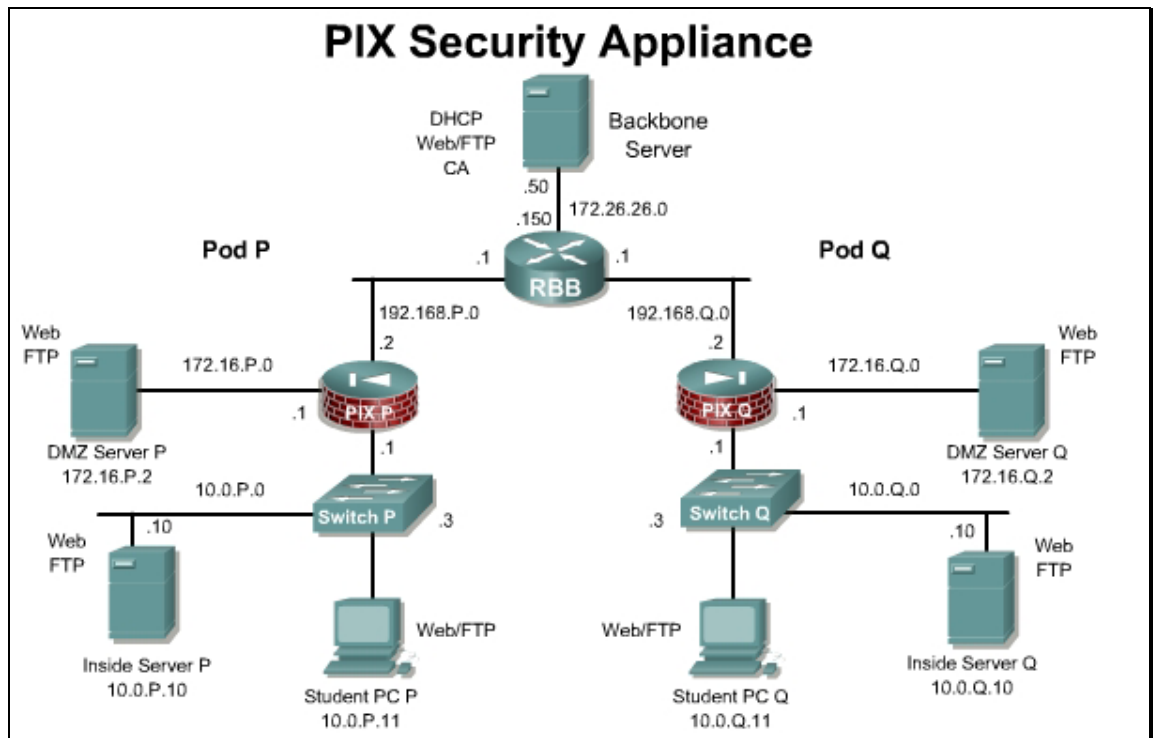 PIX Security Appliance
DHCP
Web/FTP
CA
Backbone
Server
.50
172.26.26.0
.150
Pod P
Pod Q
.1
.1
RBB
192.168.P.0
192.168.Q.0
Web
FTP
172.16.P.0
.2
.2
172.16.Q.0
Web
FTP
.1
PIX P
PIX Q
.1
DMZ Server P
172.16.P.2
.1
.1
DMZ Server Q
172.16.Q.2
10.0.P.0
10.0.Q.0
Switch P
.3
.3
Switch Q
.10
.10
Web
FTP
Web
FTP
Web/FTP
Web/FTP
Inside Server P
10.0.P.10
Student PC P
10.0.P.11
Student PC Q
10.0.Q.11
Inside Server Q
10.0.Q.10